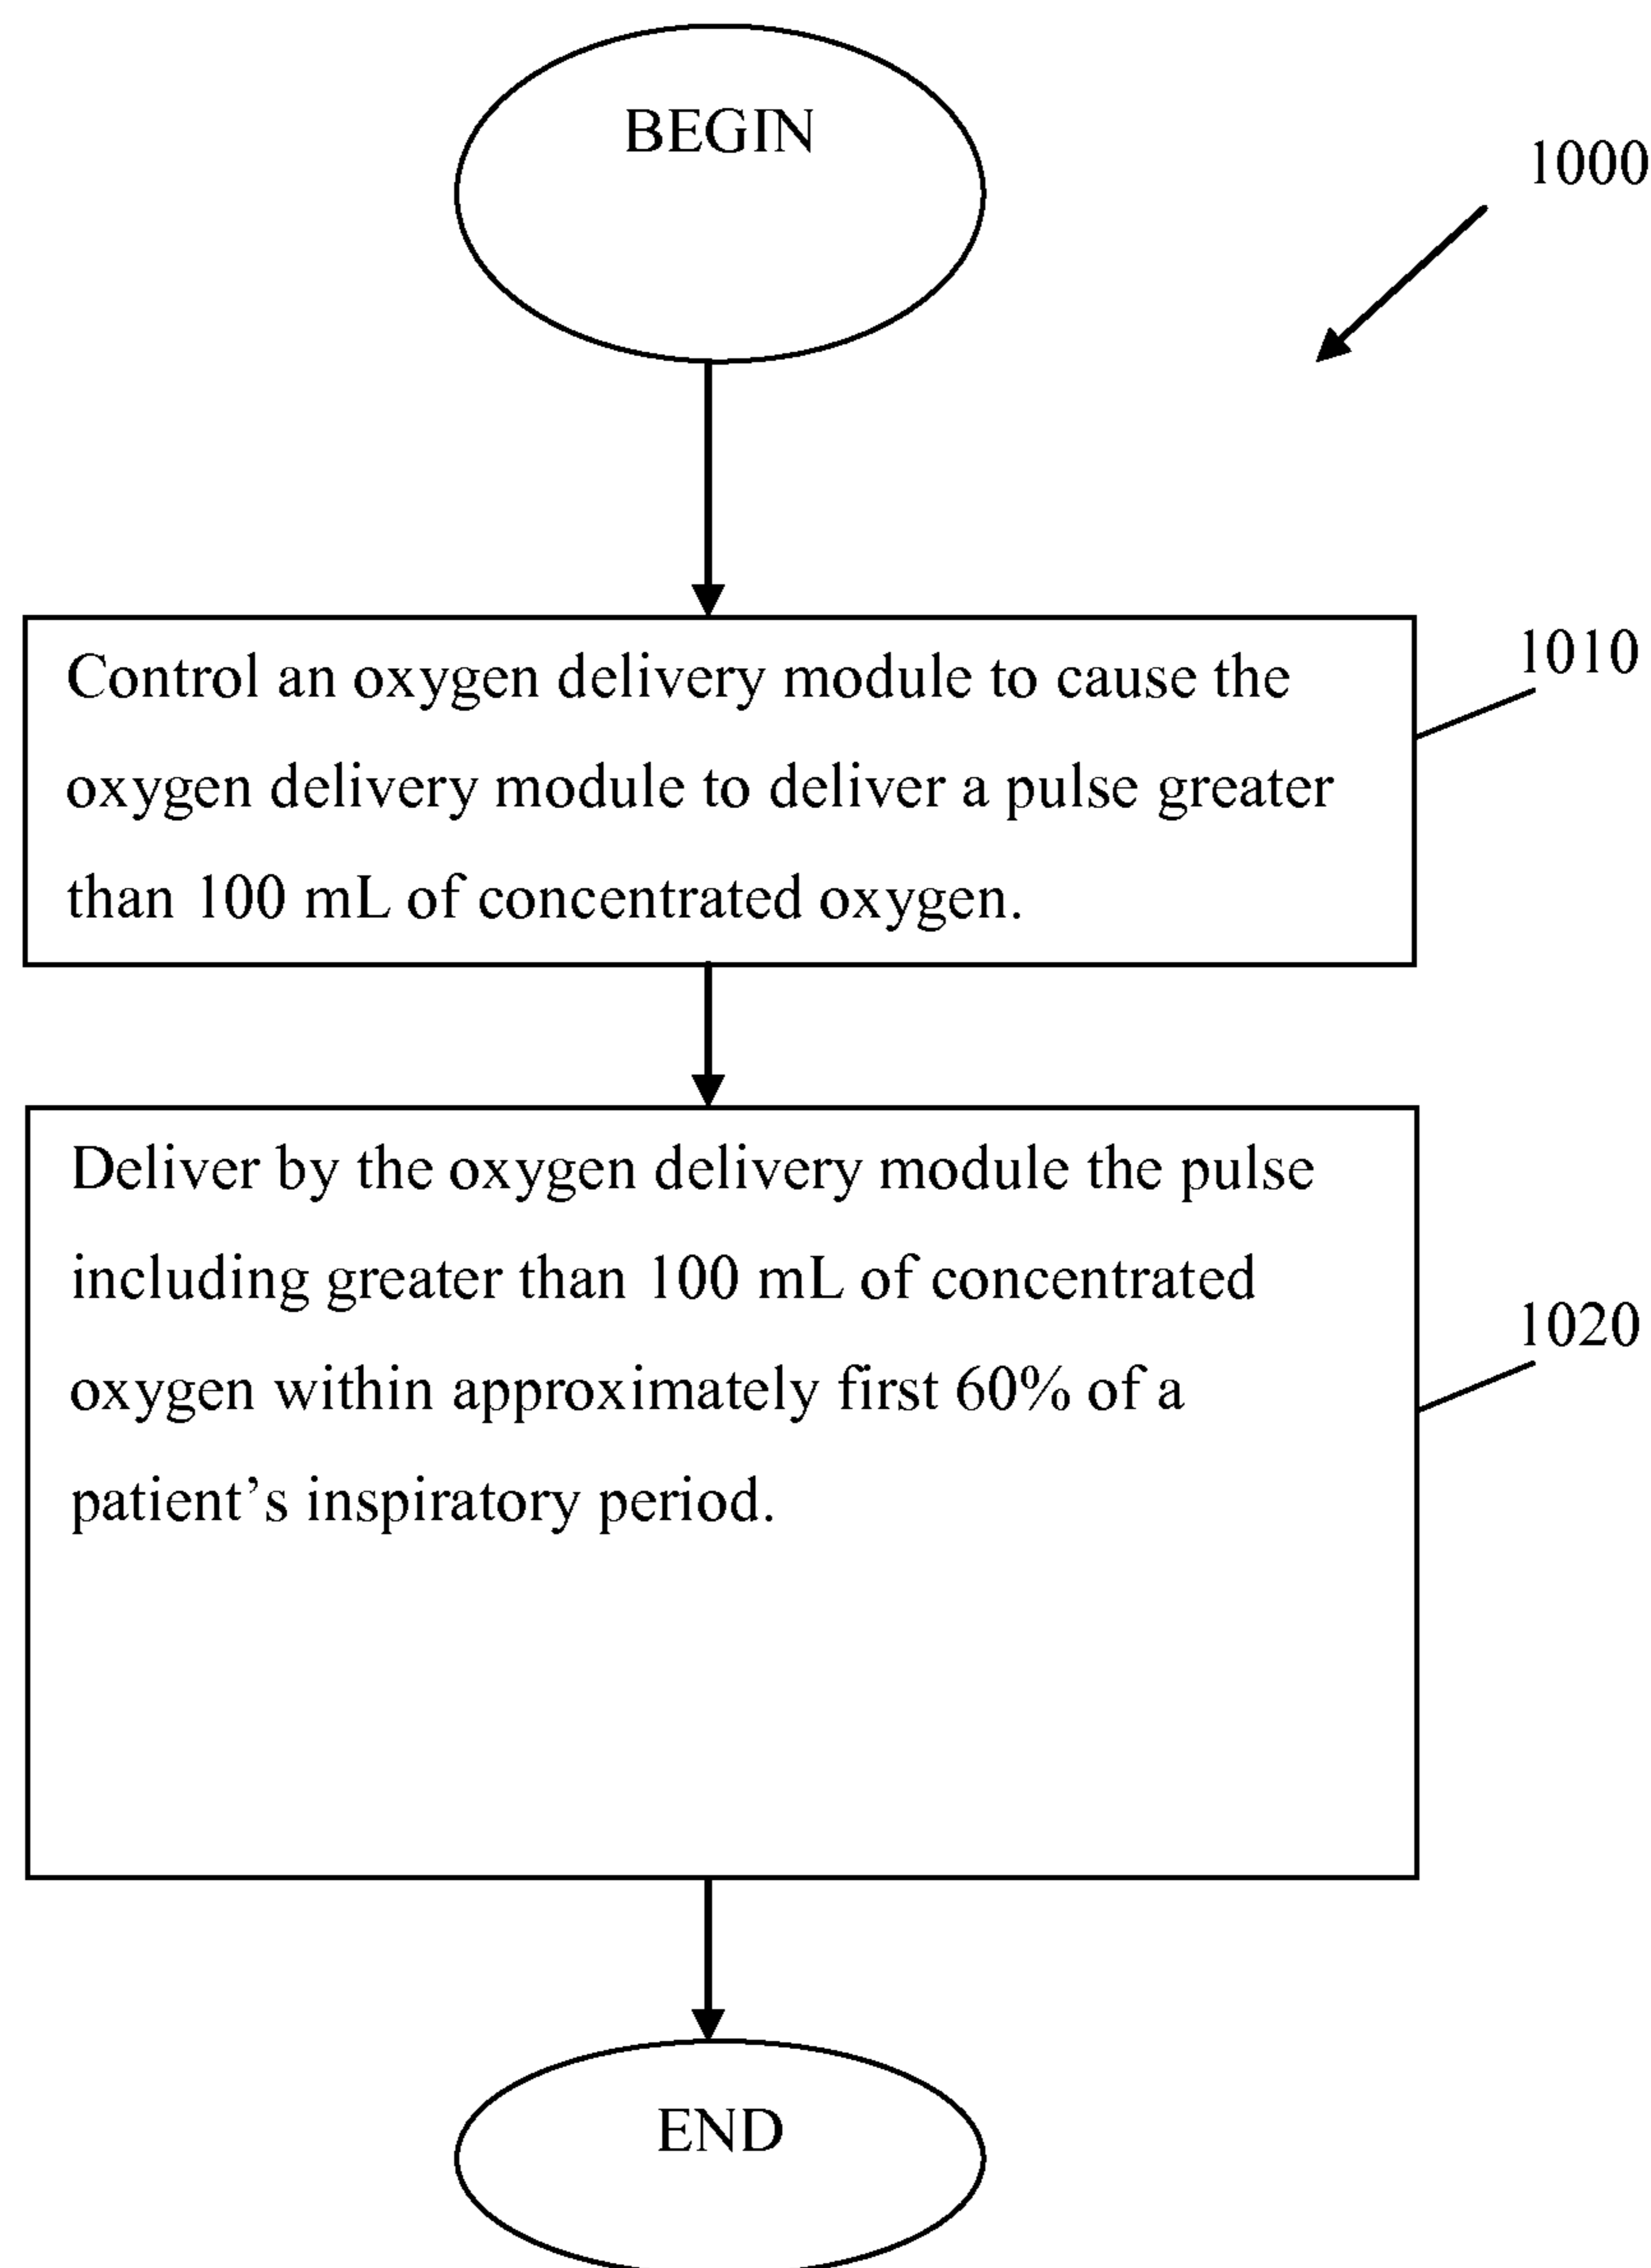 BEGIN
1000
Control an oxygen delivery module to cause the
1010
oxygen delivery module to deliver a pulse greater
than 100 mL of concentrated oxygen.
Deliver by the oxygen delivery module the pulse
including greater than 100 mL of concentrated
1020
oxygen within approximately first 60% of a
patient’s inspiratory period.
END